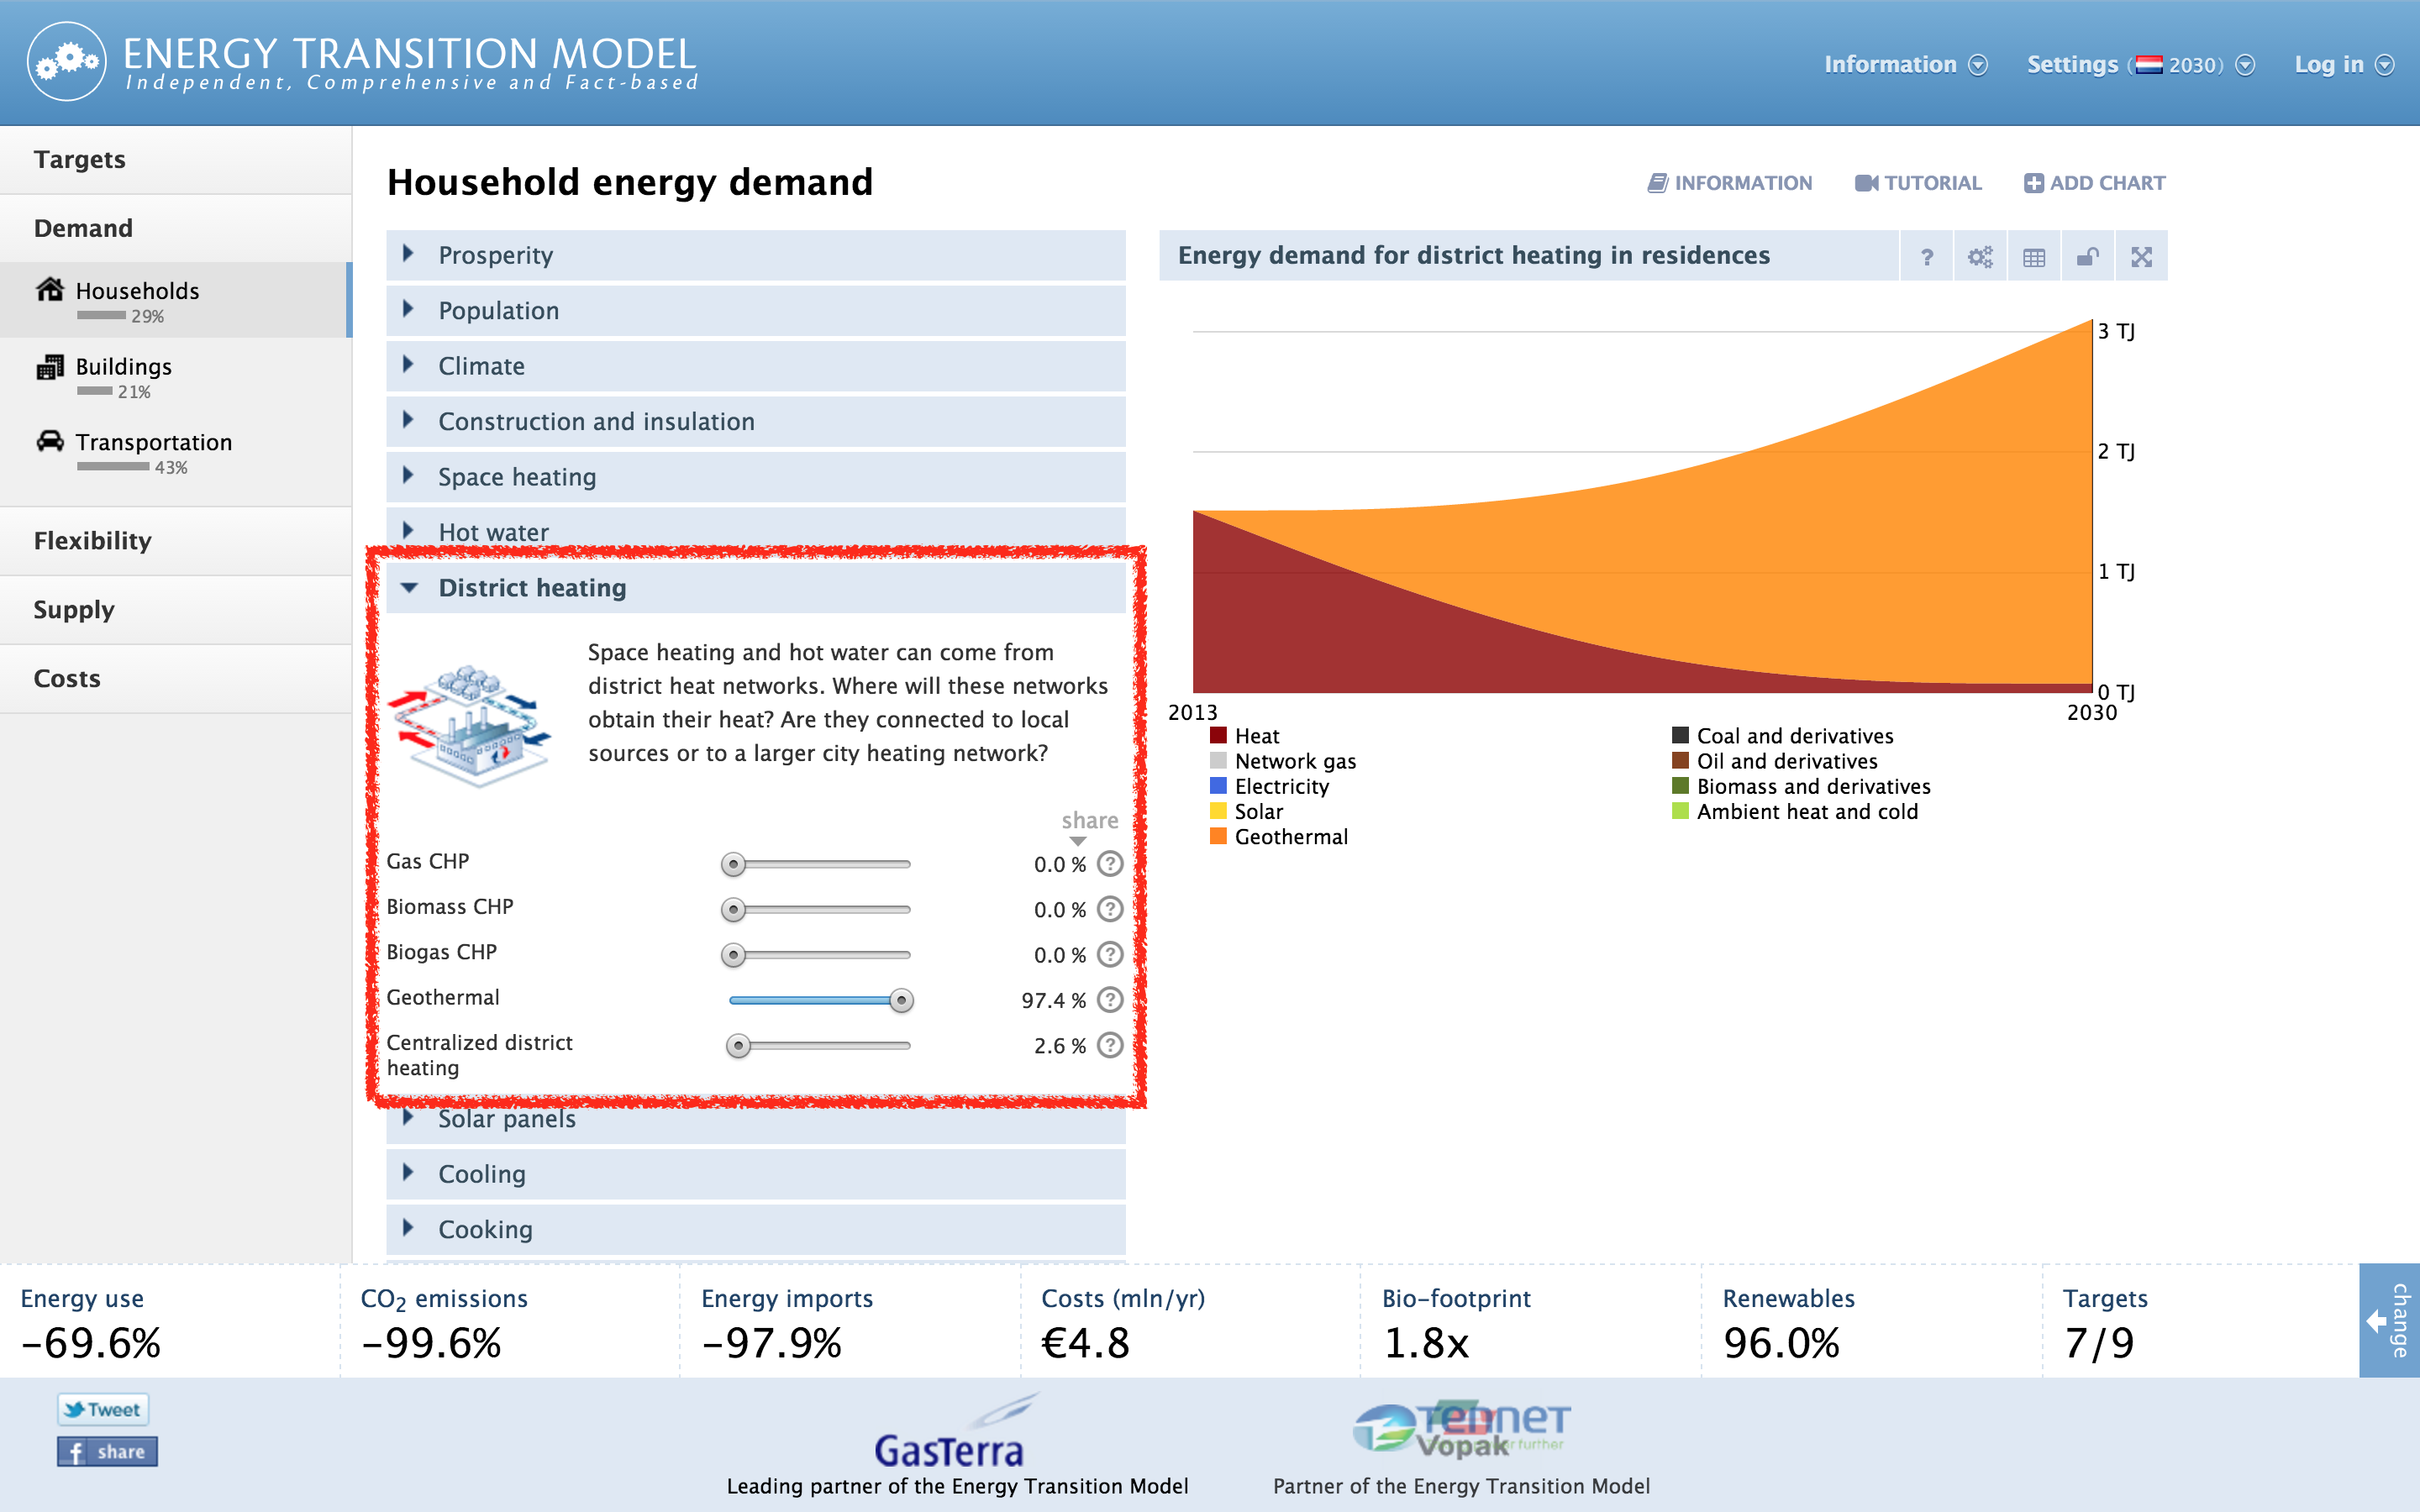 ENERGY TRANSITION MODEL
Independent, Comprehensive and Fact-based
Information
Settings (2030)
Log in
Targets
Demand
Households
29%
Buildings
21%
Transportation
43%
Flexibility
Supply
Costs
Household energy demand
INFORMATION
TUTORIAL
ADD CHART
Prosperity
Population
Climate
Construction and insulation
Space heating
Hot water
District heating
Space heating and hot water can come from
district heat networks. Where will these networks
obtain their heat? Are they connected to local
sources or to a larger city heating network?
share
Gas CHP 0.0 % ?
Biomass CHP 0.0 % ?
Biogas CHP 0.0 % ?
Geothermal 97.4 % ?
Centralized district
heating 2.6 % ?
Solar panels
Cooling
Cooking
Energy demand for district heating in residences ?
3 TJ
2 TJ
1 TJ
0 TJ
2013 2030
Heat
Network gas
Electricity
Solar
Geothermal
Coal and derivatives
Oil and derivatives
Biomass and derivatives
Ambient heat and cold
Energy use
-69.6%
CO2 emissions
-99.6%
Energy imports
-97.9%
Costs (mln/yr)
€4.8
Bio-footprint
1.8x
Renewables
96.0%
Targets
7/9
change
Tweet
f share
GasTerra
Leading partner of the Energy Transition Model
Tennet
Vopak
further
Partner of the Energy Transition Model